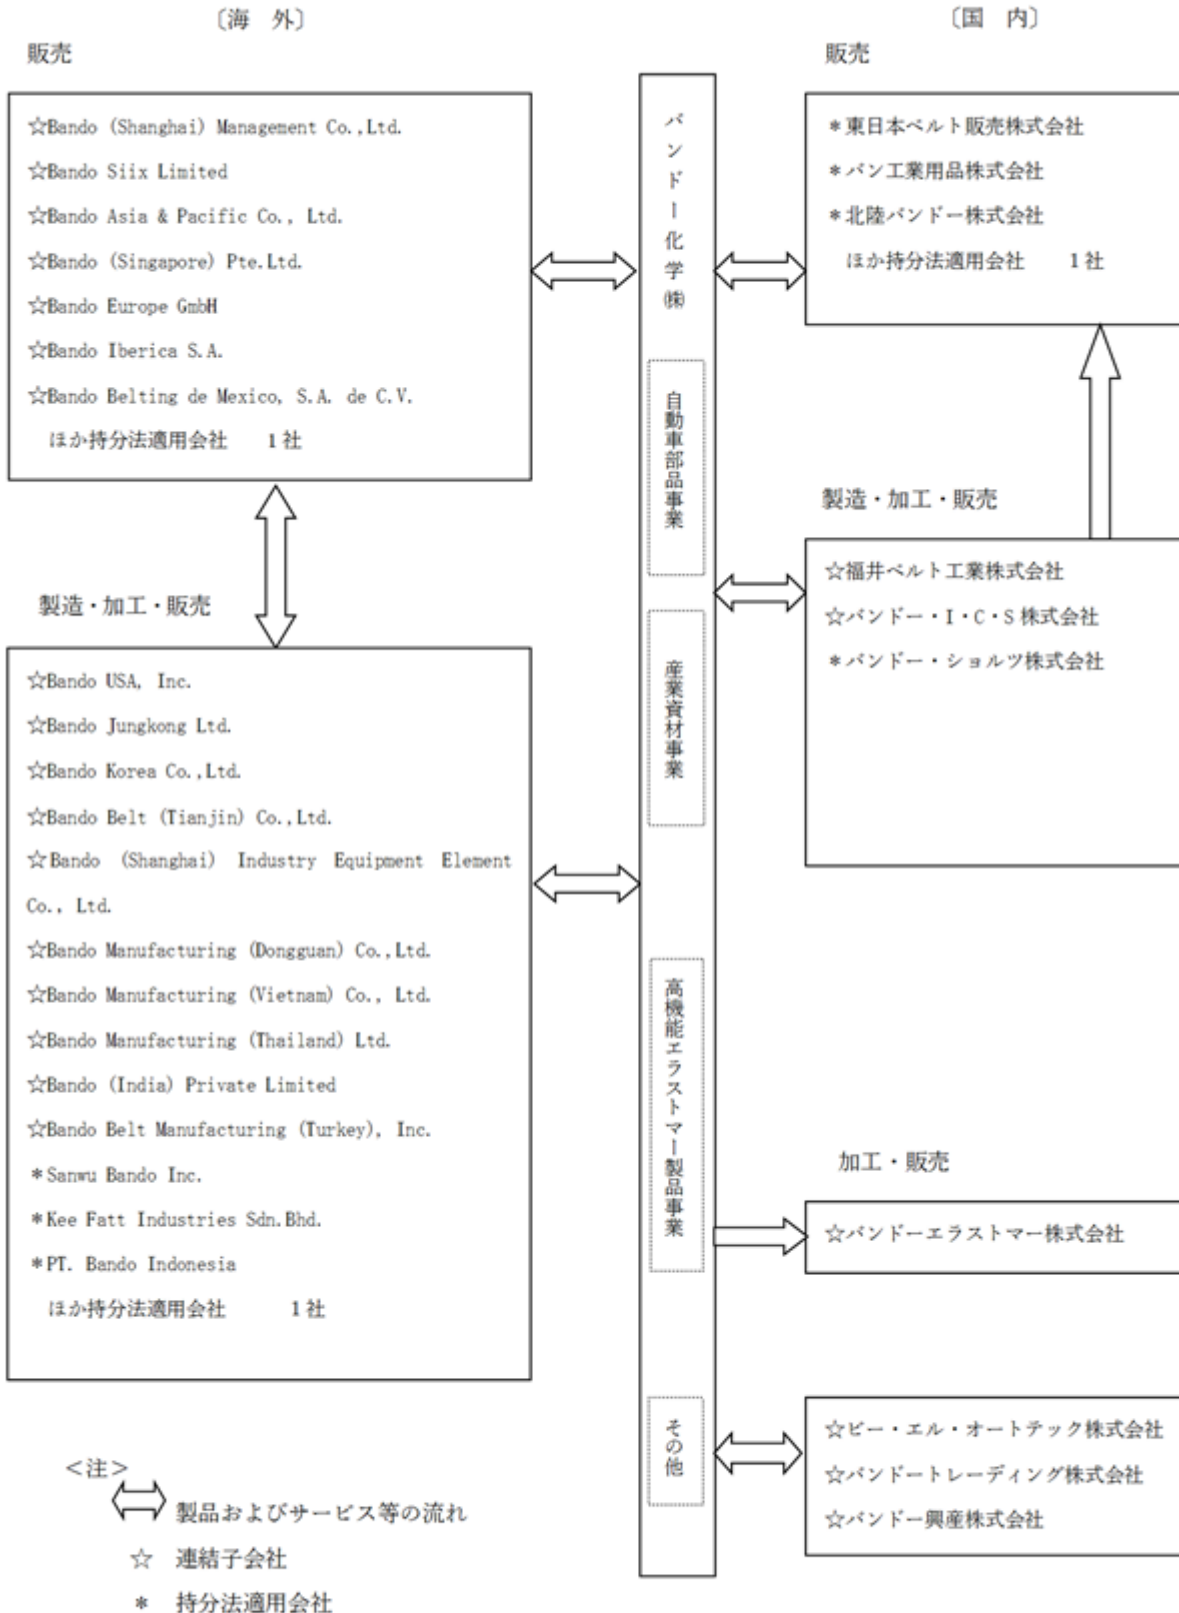 〔海　外〕
販売
☆Bando (Shanghai) Management Co.,Ltd.
☆Bando Siix Limited
☆Bando Asia & Pacific Co., Ltd.
☆Bando (Singapore) Pte.Ltd.
☆Bando Europe GmbH
☆Bando Iberica S.A.
☆Bando Belting de Mexico, S.A. de C.V.
ほか持分法適用会社　　1社
製造・加工・販売
☆Bando USA, Inc.
☆Bando Jungkong Ltd.
☆Bando Korea Co.,Ltd.
☆Bando Belt (Tianjin) Co.,Ltd.
☆Bando (Shanghai) Industry Equipment Element
Co., Ltd.
☆Bando Manufacturing (Dongguan) Co.,Ltd.
☆Bando Manufacturing (Vietnam) Co., Ltd.
☆Bando Manufacturing (Thailand) Ltd.
☆Bando (India) Private Limited
☆Bando Belt Manufacturing (Turkey), Inc.
＊Sanwu Bando Inc.
＊Kee Fatt Industries Sdn.Bhd.
＊PT. Bando Indonesia
ほか持分法適用会社　　　1社
バンドー化学㈱
自動車部品事業
産業資材事業
高機能エラストマー製品事業
その他
〔国　内〕
販売
＊東日本ベルト販売株式会社
＊バン工業用品株式会社
＊北陸バンドー株式会社
ほか持分法適用会社　　1社
製造・加工・販売
☆福井ベルト工業株式会社
☆バンドー・I・C・S株式会社
＊バンドー・ショルツ株式会社
加工・販売
☆バンドーエラストマー株式会社
☆ビー・エル・オートテック株式会社
☆バンドートレーディング株式会社
☆バンドー興産株式会社
＜注＞
製品およびサービス等の流れ
☆　連結子会社
＊　持分法適用会社